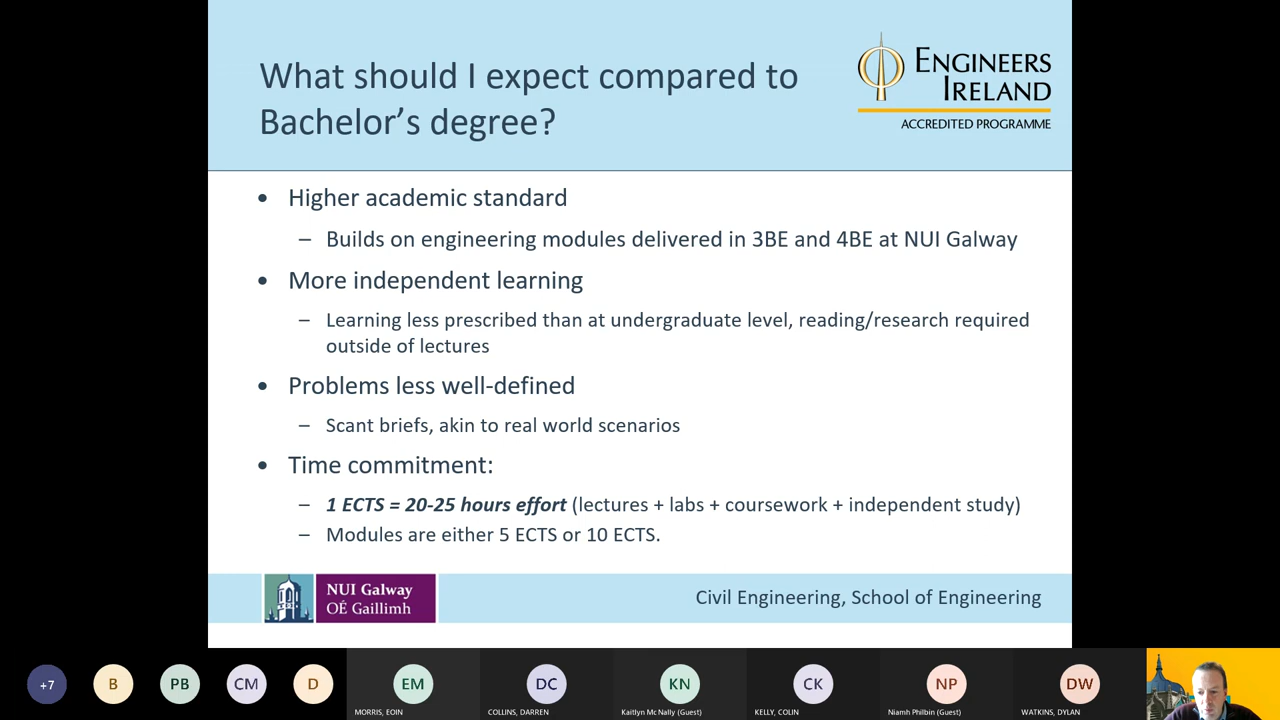 What should I expect compared to
Bachelor's degree?
ENGINEERS
IRELAND
ACCREDITED PROGRAMME
• Higher academic standard
– Builds on engineering modules delivered in 3BE and 4BE at NUI Galway
• More independent learning
– Learning less prescribed than at undergraduate level, reading/research required
outside of lectures
• Problems less well-defined
– Scant briefs, akin to real world scenarios
• Time commitment:
– 1 ECTS = 20-25 hours effort (lectures + labs + coursework + independent study)
– Modules are either 5 ECTS or 10 ECTS.
NUI Galway
OÉ Gaillimh
Civil Engineering, School of Engineering
+7
B
PB
CM
D
EM
MORRIS, EOIN
DC
COLLINS, DARREN
KN
Kaitlyn Mc Nally (Guest)
CK
KELLY, COLIN
NP
Niamh Philbin (Guest)
DW
WATKINS, DYLAN